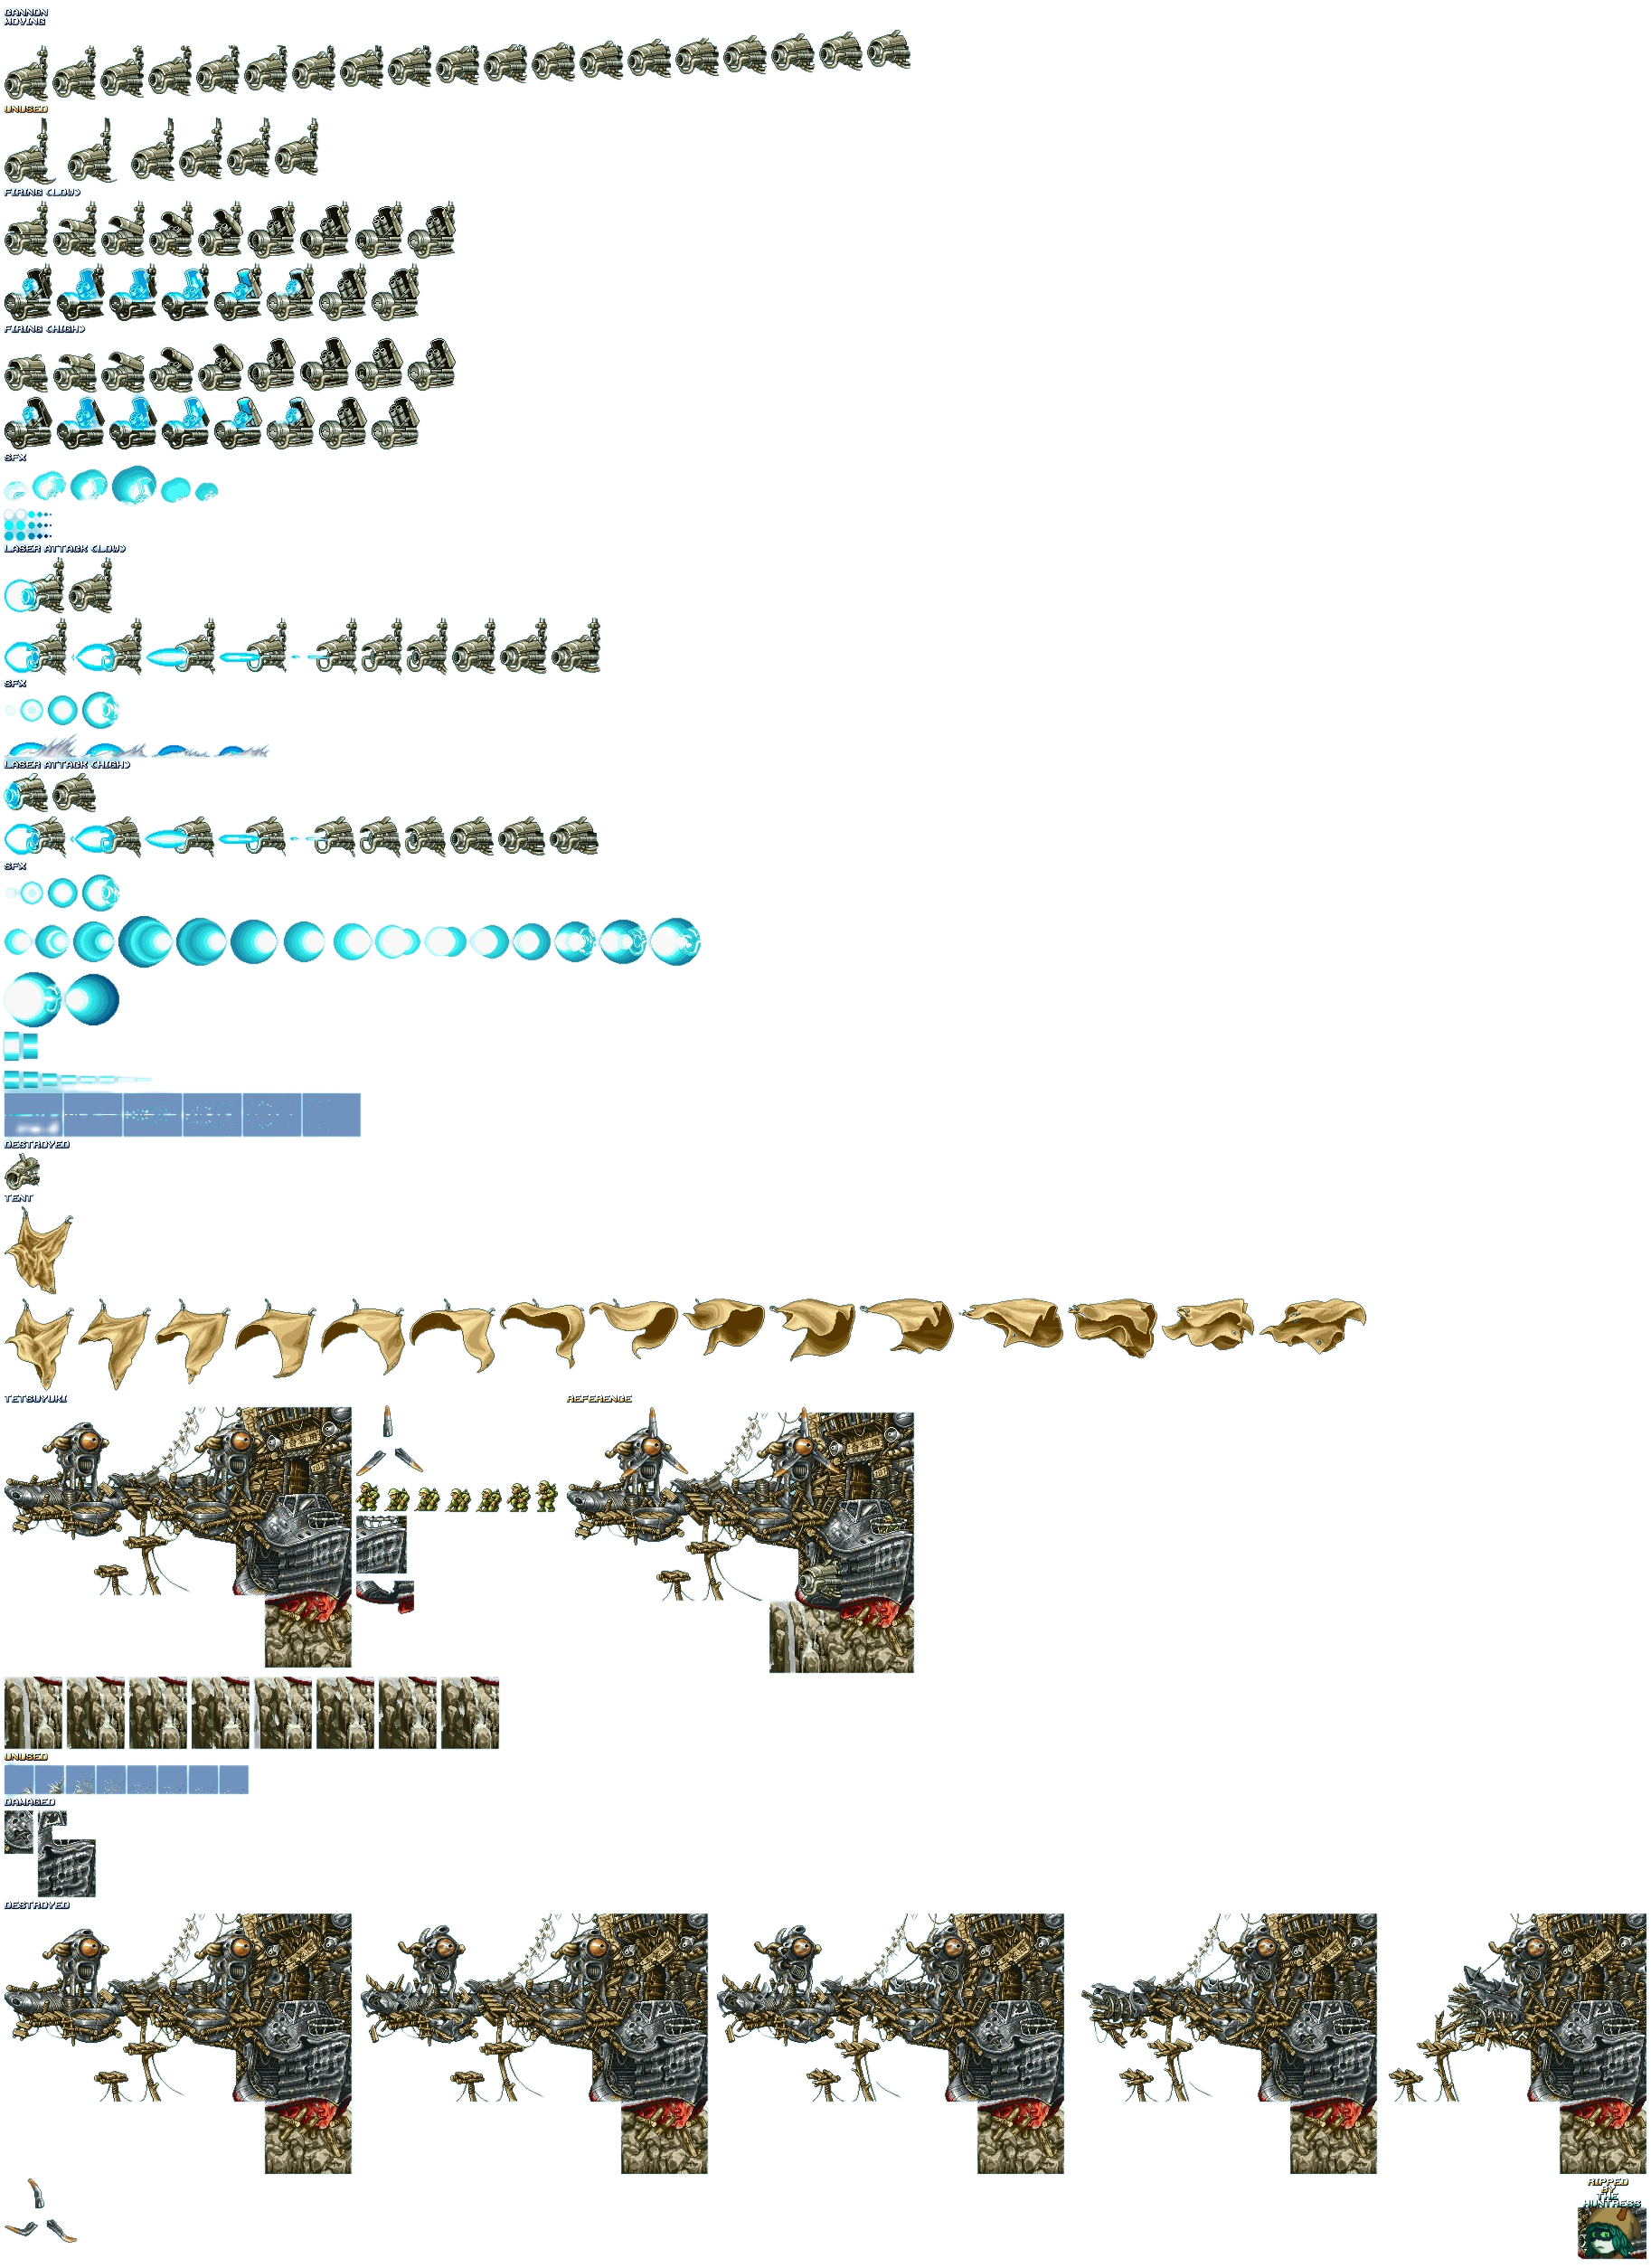 CANNON
MOVING
UNUSED
FIRING (LOW)
FIRING (HIGH)
SFX
LASER ATTACK (LOW)
SFX
LASER ATTACK (HIGH)
SFX
DESTROYED
TENT
TETSUYUKI
REFERENCE
UNUSED
DAMAGED
DESTROYED
RIPPED
BY
THE
HUNTRESS